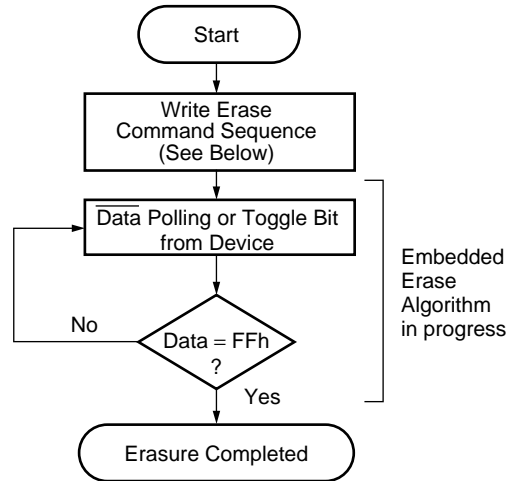 Start
Write Erase
Command Sequence
(See Below)
Data Polling or Toggle Bit
from Device
Embedded
Erase
Algorithm
in progress
No
Data = FFh
?
Yes
Erasure Completed